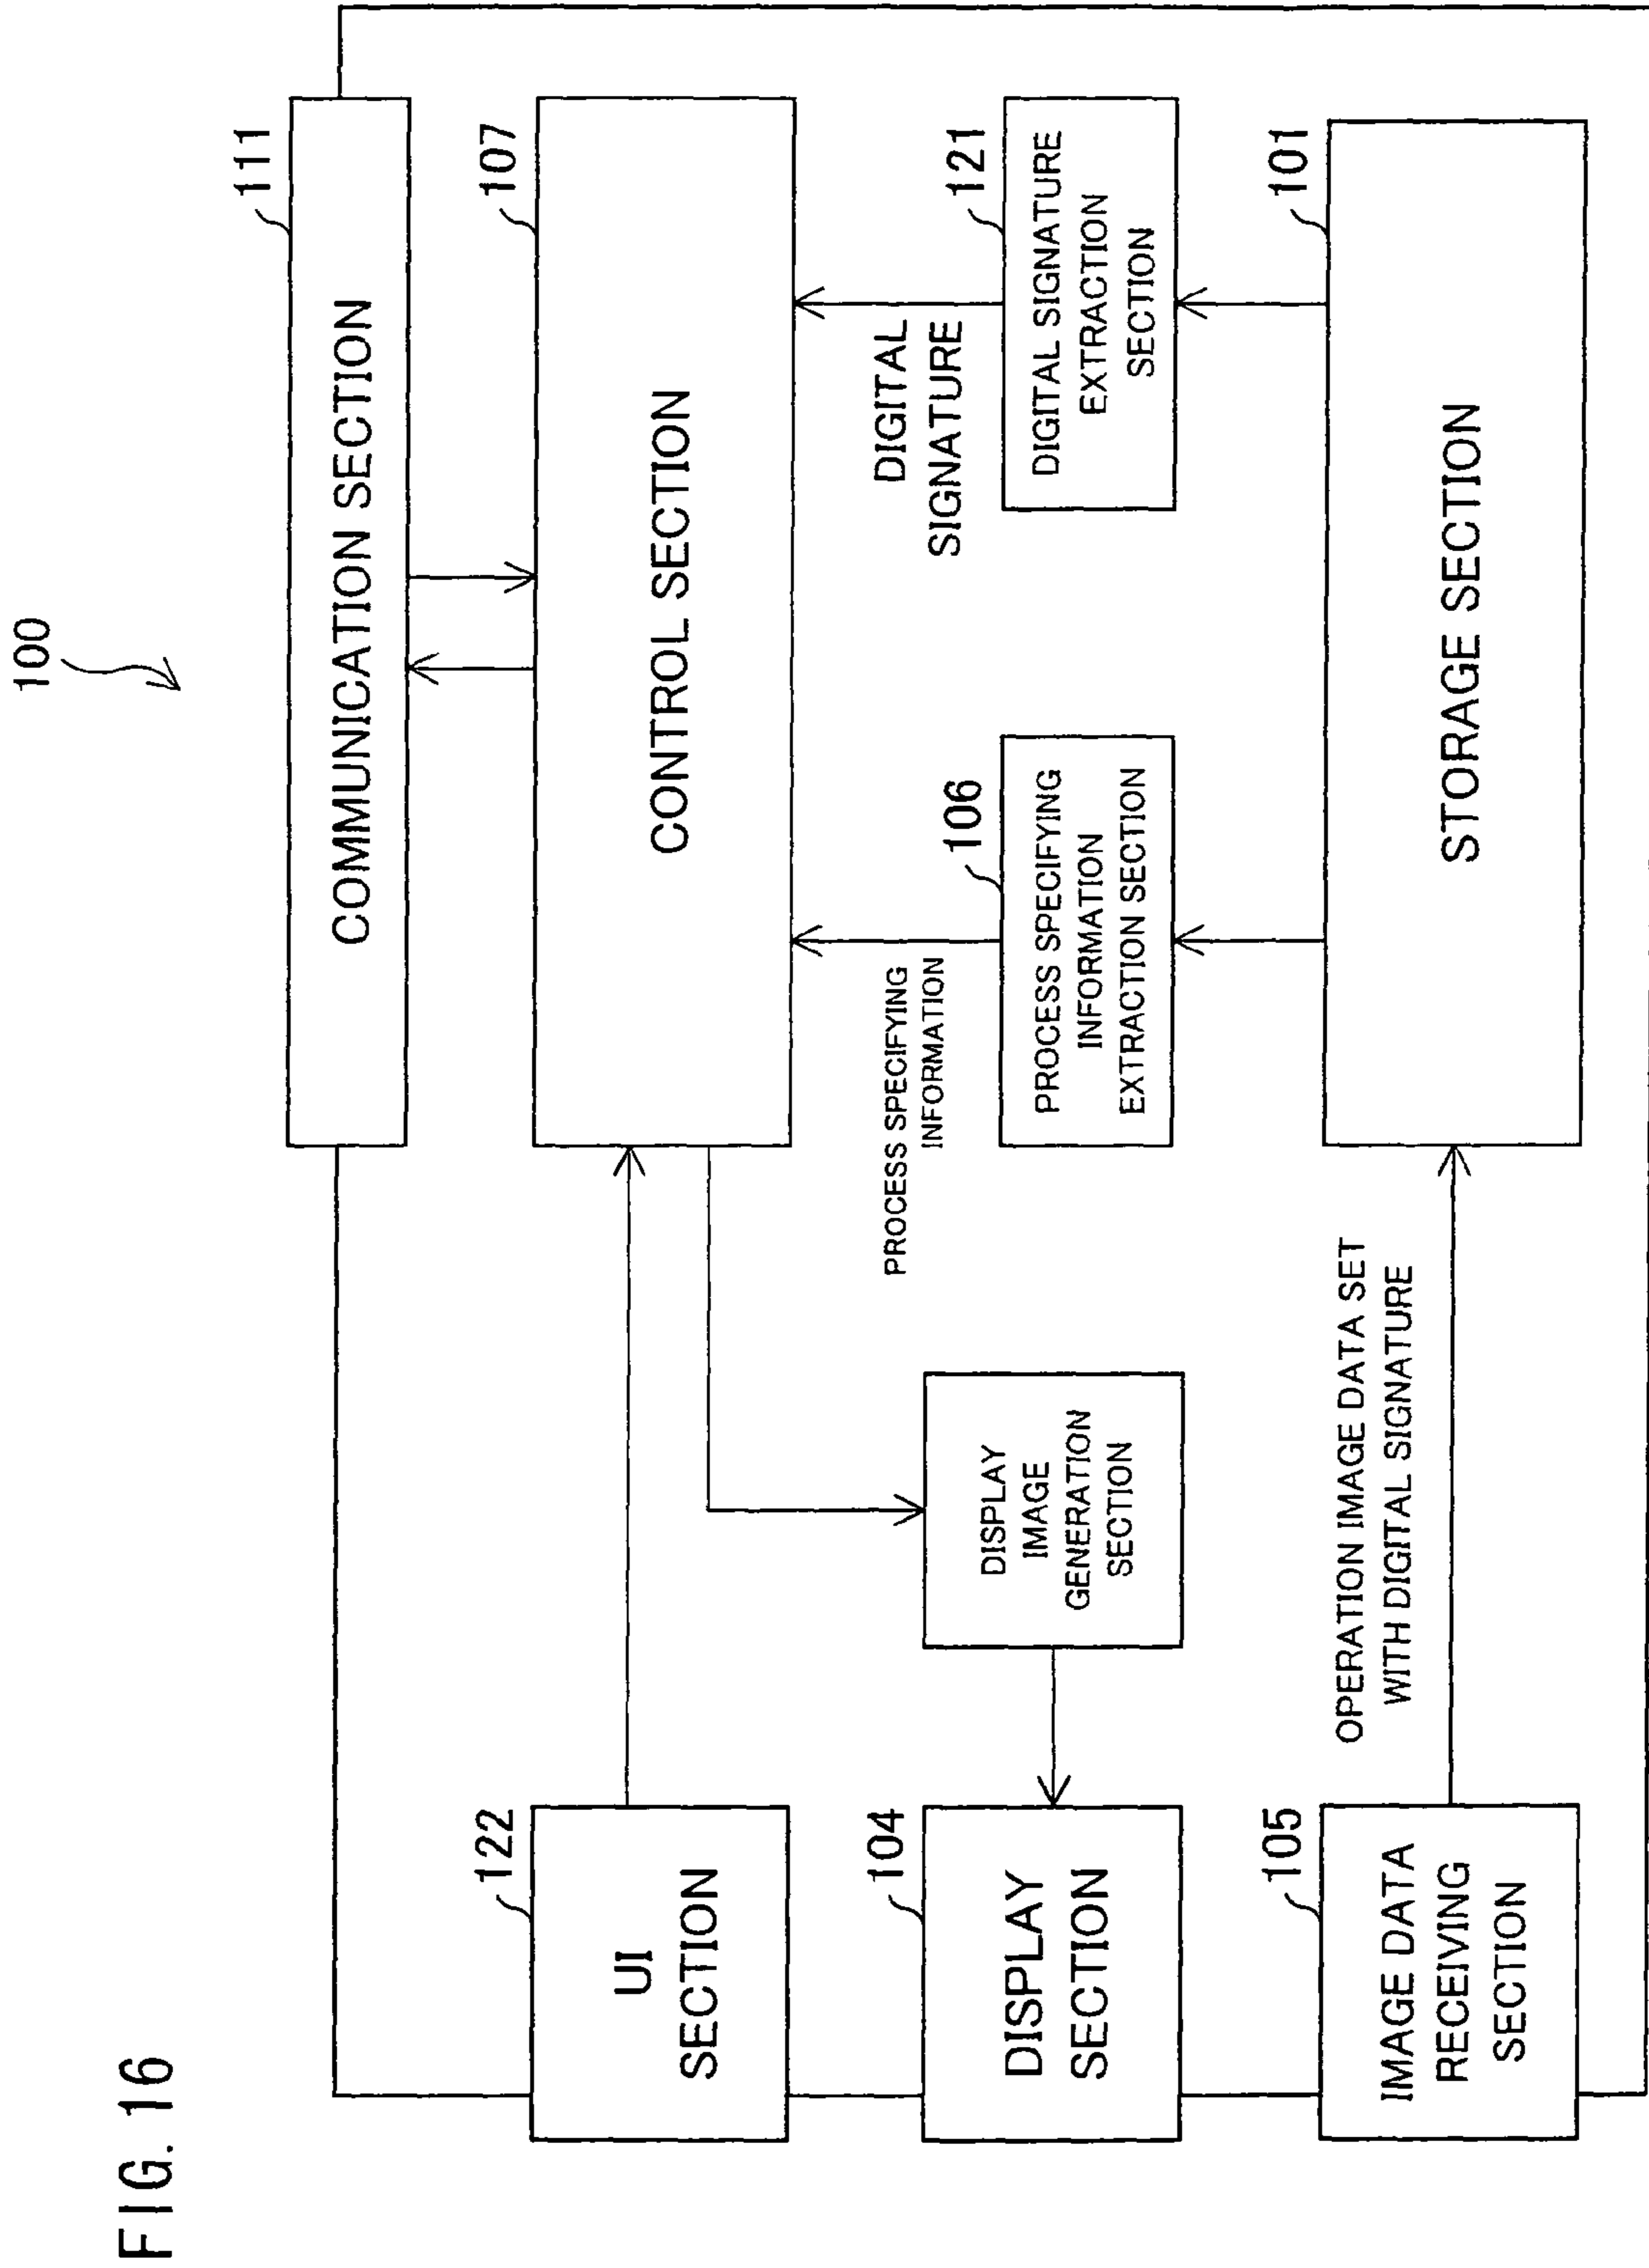 FIG. 16
100
111
COMMUNICATION SECTION
122
UI
SECTION
107
CONTROL SECTION
PROCESS SPECIFYING
INFORMATION
DIGITAL
SIGNATURE
104
DISPLAY
SECTION
DISPLAY
IMAGE
GENERATION
SECTION
106
PROCESS SPECIFYING
INFORMATION
EXTRACTION SECTION
121
DIGITAL SIGNATURE
EXTRACTION
SECTION
105
IMAGE DATA
RECEIVING
SECTION
OPERATION IMAGE DATA SET
WITH DIGITAL SIGNATURE
101
STORAGE SECTION